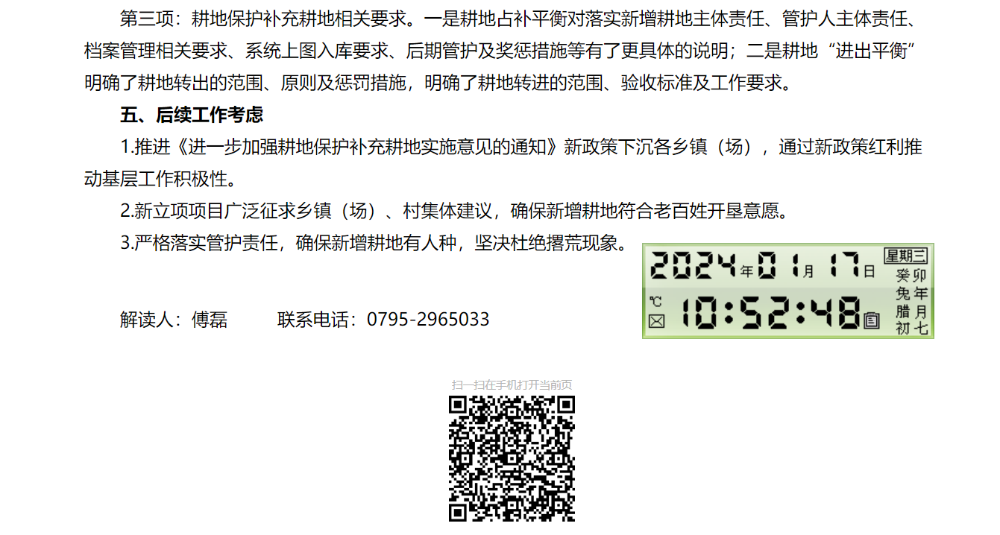 第三项：耕地保护补充耕地相关要求。一是耕地占补平衡对落实新增耕地主体责任、管护人主体责任、
档案管理相关要求、系统上图入库要求、后期管护及奖惩措施等有了更具体的说明；二是耕地“进出平衡”
明确了耕地转出的范围、原则及惩罚措施，明确了耕地转进的范围、验收标准及工作要求。
五、后续工作考虑
1.推进《进一步加强耕地保护补充耕地实施意见的通知》新政策下沉各乡镇（场），通过新政策红利推
动基层工作积极性。
2.新立项项目广泛征求乡镇（场）、村集体建议，确保新增耕地符合老百姓开垦意愿。
3.严格落实管护责任，确保新增耕地有人种，坚决杜绝撂荒现象。
2024年01月17日 星期三
癸卯
兔年
腊月
初七
℃
10:52:48
解读人：傅磊 联系电话：0795-2965033
扫一扫在手机打开当前页